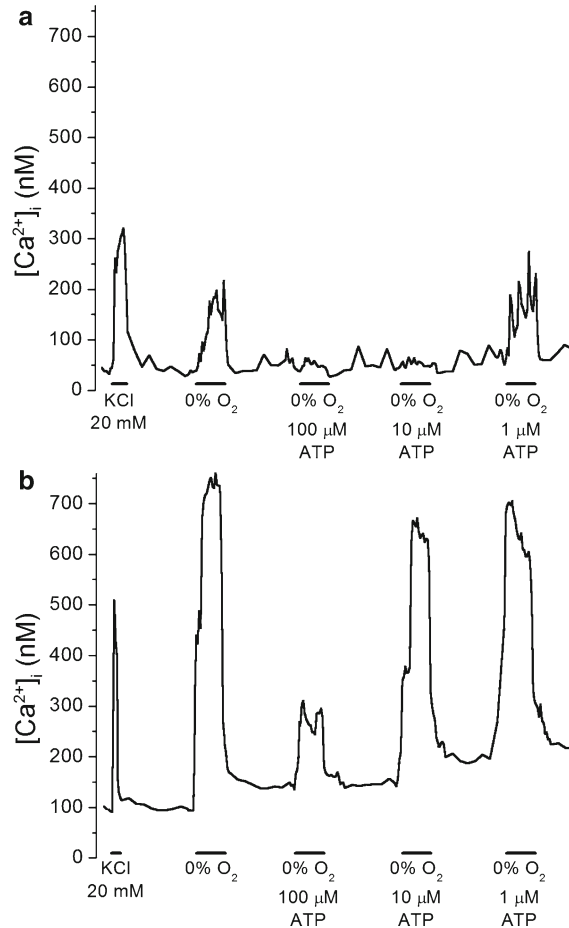 a
700
600
500
400
300
200
100
0
[Ca²⁺]ᵢ (nM)
KCl 0% O₂ 0% O₂ 0% O₂ 0% O₂
20 mM 100 μM 10 μM 1 μM
ATP ATP ATP
b
700
600
500
400
300
200
100
0
[Ca²⁺]ᵢ (nM)
KCl 0% O₂ 0% O₂ 0% O₂ 0% O₂
20 mM 100 μM 10 μM 1 μM
ATP ATP ATP